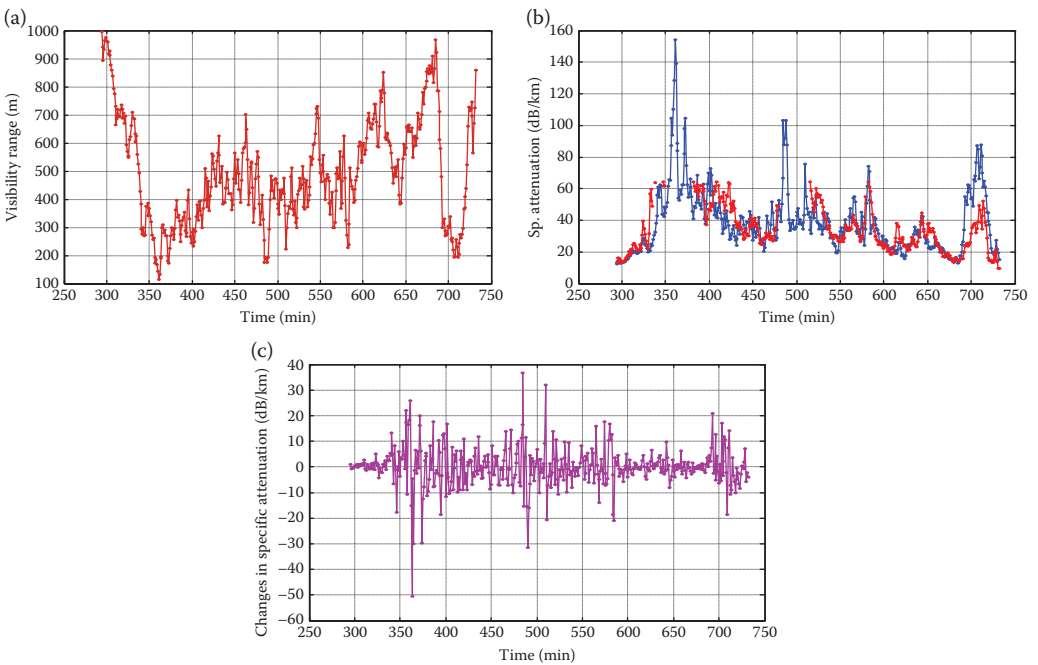 (a)
1000
900
800
700
600
500
400
300
200
100
Visibility range (m)
250 300 350 400 450 500 550 600 650 700 750
Time (min)
(b)
160
140
120
100
80
60
40
20
0
Sp. attenuation (dB/km)
250 300 350 400 450 500 550 600 650 700 750
Time (min)
(c)
40
30
20
10
0
−10
−20
−30
−40
−50
−60
Changes in specific attenuation (dB/km)
250 300 350 400 450 500 550 600 650 700 750
Time (min)